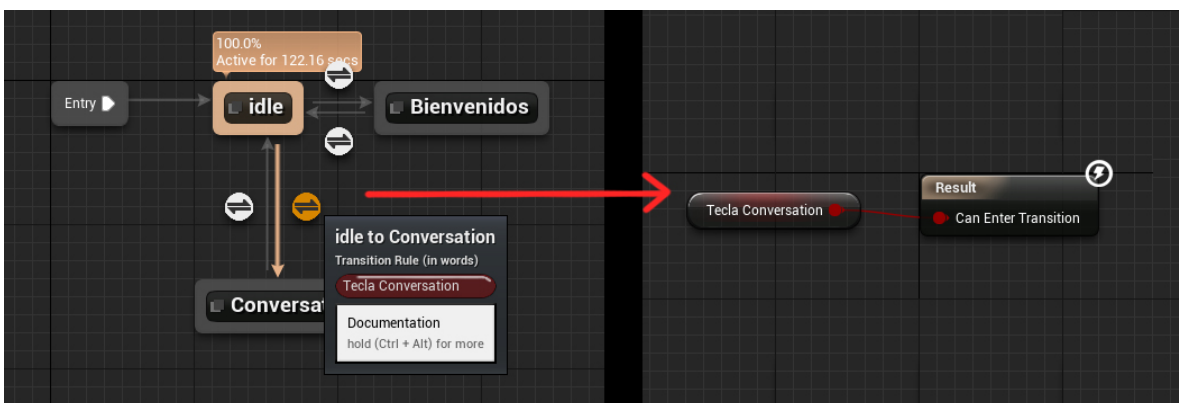 100.0%
Active for 122.16 secs
Entry
idle
Bienvenidos
idle to Conversation
Transition Rule (in words)
Tecla Conversation
Conversat
Documentation
hold (Ctrl + Alt) for more
Tecla Conversation
Result
Can Enter Transition